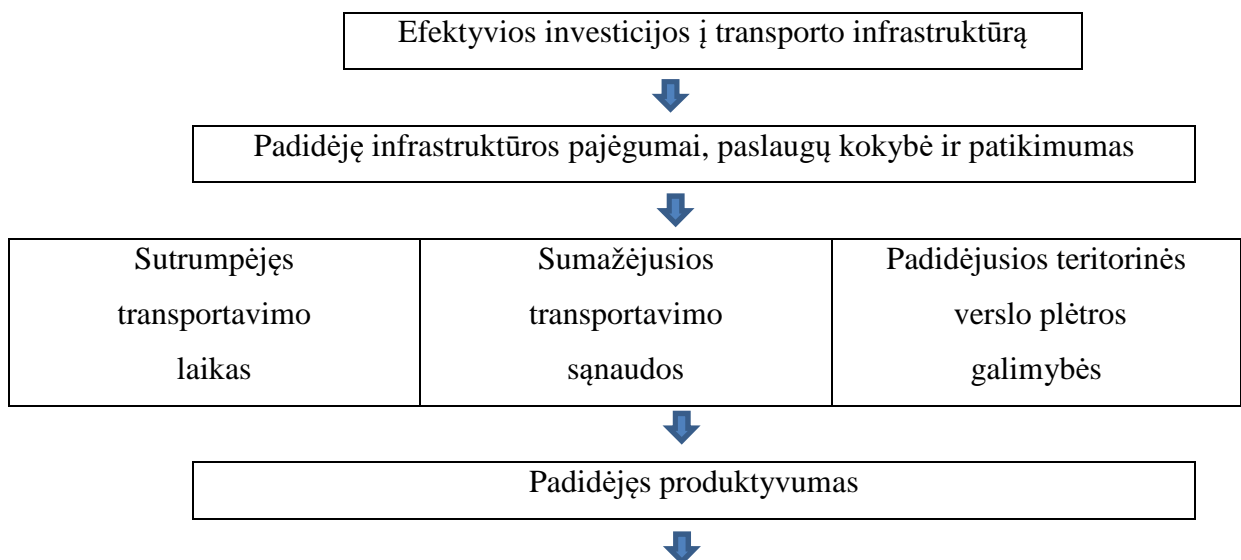 Efektyvios investicijos į transporto infrastruktūrą
Padidėję infrastruktūros pajėgumai, paslaugų kokybė ir patikimumas
Sutrumpėjęs
transportavimo
laikas
Sumažėjusios
transportavimo
sąnaudos
Padidėjusios teritorinės
verslo plėtros
galimybės
Padidėjęs produktyvumas